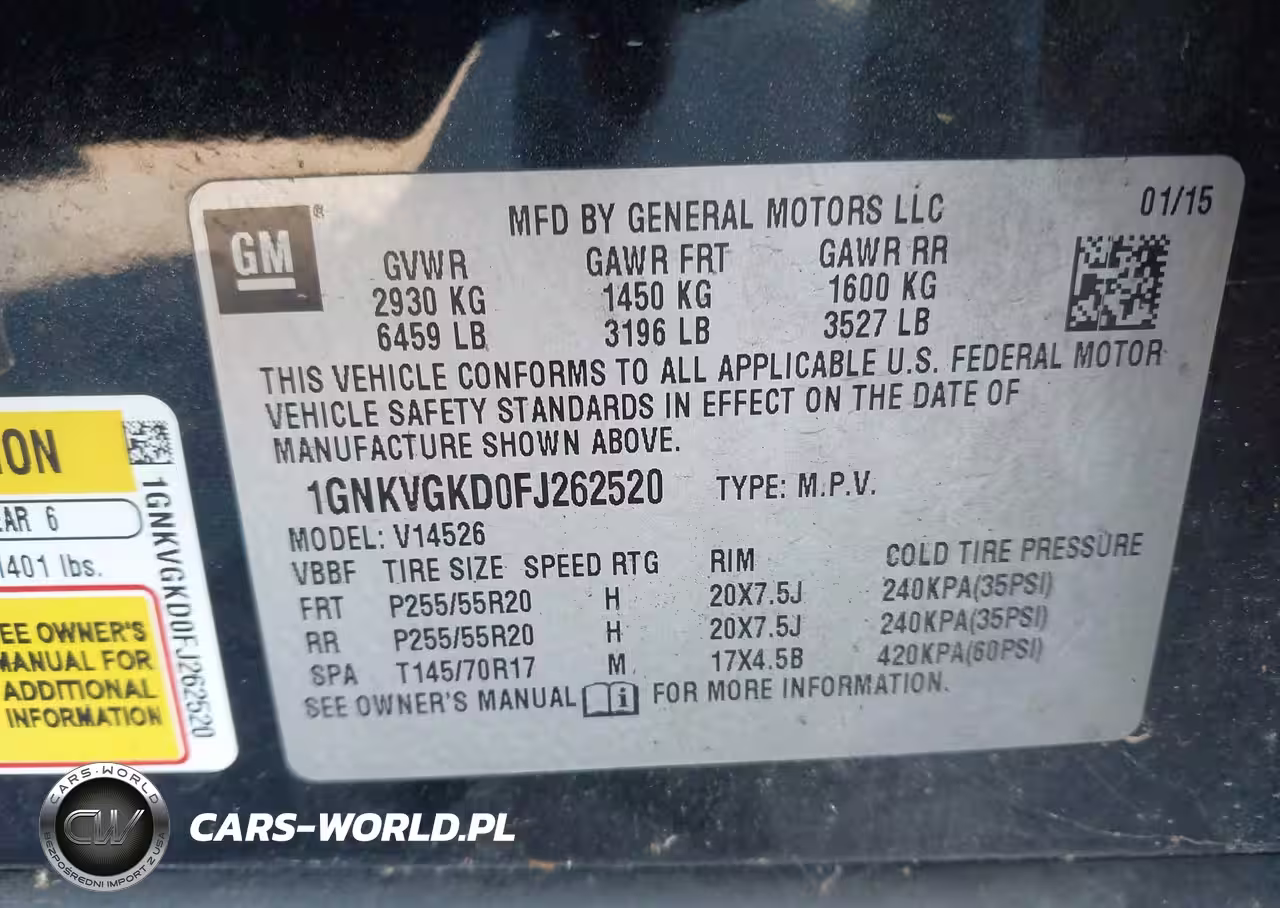 GM
®
MFD BY GENERAL MOTORS LLC
01/15
GVWR GAWR FRT GAWR RR
2930 KG 1450 KG 1600 KG
6459 LB 3196 LB 3527 LB
THIS VEHICLE CONFORMS TO ALL APPLICABLE U.S. FEDERAL MOTOR
VEHICLE SAFETY STANDARDS IN EFFECT ON THE DATE OF
MANUFACTURE SHOWN ABOVE.
1GNKVGKD0FJ262520 TYPE: M.P.V.
MODEL: V14526
VBBF TIRE SIZE SPEED RTG RIM COLD TIRE PRESSURE
FRT P255/55R20 H 20X7.5J 240KPA(35PSI)
RR P255/55R20 H 20X7.5J 240KPA(35PSI)
SPA T145/70R17 M 17X4.5B 420KPA(60PSI)
SEE OWNER'S MANUAL i FOR MORE INFORMATION.
ION
AR 6
1401 lbs.
EE OWNER'S
MANUAL FOR
ADDITIONAL
INFORMATION
1GNKVGKD0FJ262520
CARS-WORLD
CW
BEZPOŚREDNI IMPORT Z USA
CARS-WORLD.PL